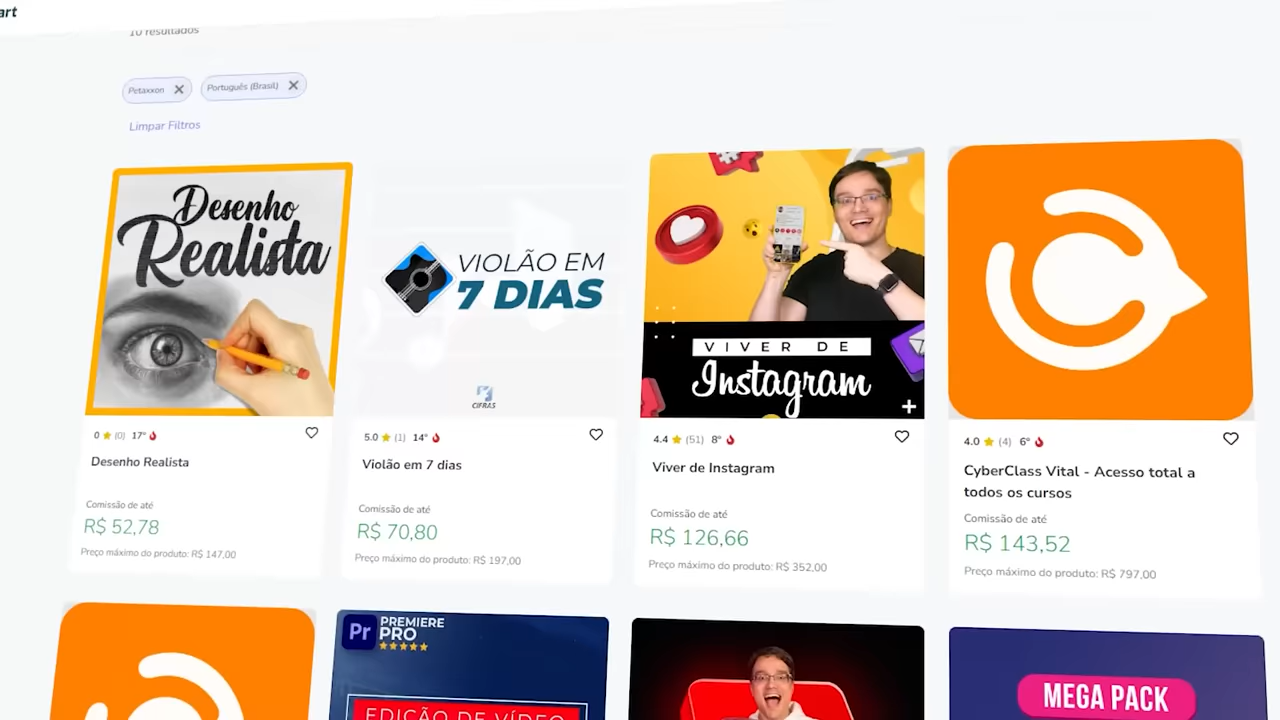 art
10 resultados
Petaxxon
Português (Brasil)
Limpar Filtros
Desenho
Realista
0 (0) 17°
Desenho Realista
Comissão de até
R$ 52,78
Preço máximo do produto: R$ 147,00
VIOLÃO EM
7 DIAS
CIFRAS
5.0 (1) 14°
Violão em 7 dias
Comissão de até
R$ 70,80
Preço máximo do produto: R$ 197,00
VIVER DE
Instagram
4.4 (51) 8°
Viver de Instagram
Comissão de até
R$ 126,66
Preço máximo do produto: R$ 352,00
4.0 (4) 6°
CyberClass Vital - Acesso total a
todos os cursos
Comissão de até
R$ 143,52
Preço máximo do produto: R$ 797,00
Pr
PREMIERE
PRO
EDIÇÃO DE VÍDEO
MEGA PACK